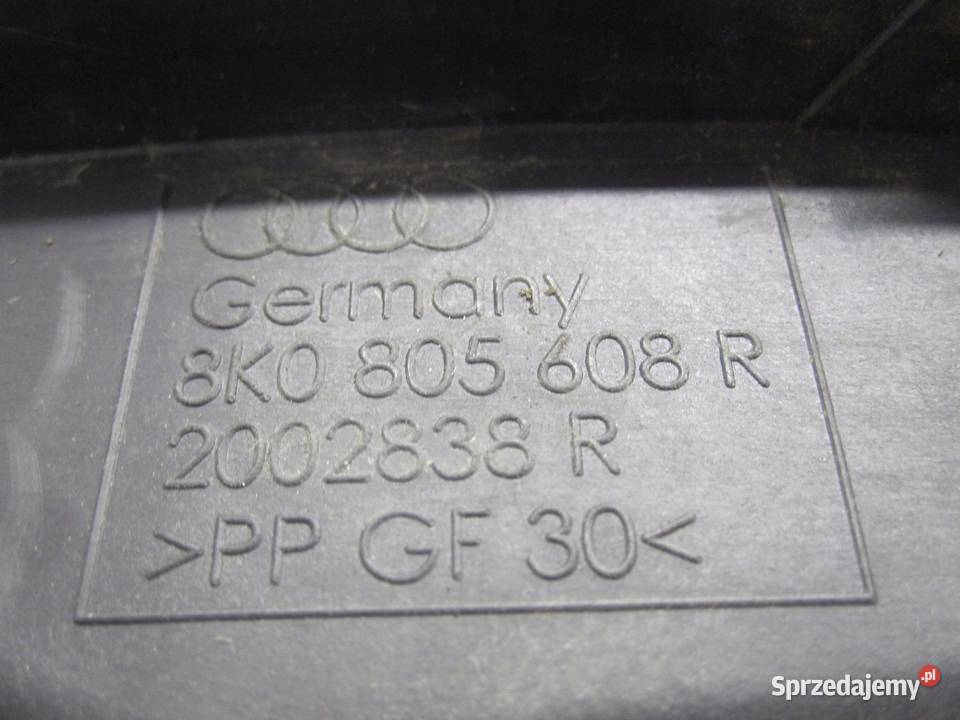 Germany
8K0 805 608 R
2002838 R
>PP GF 30<
Sprzedajemy.pl